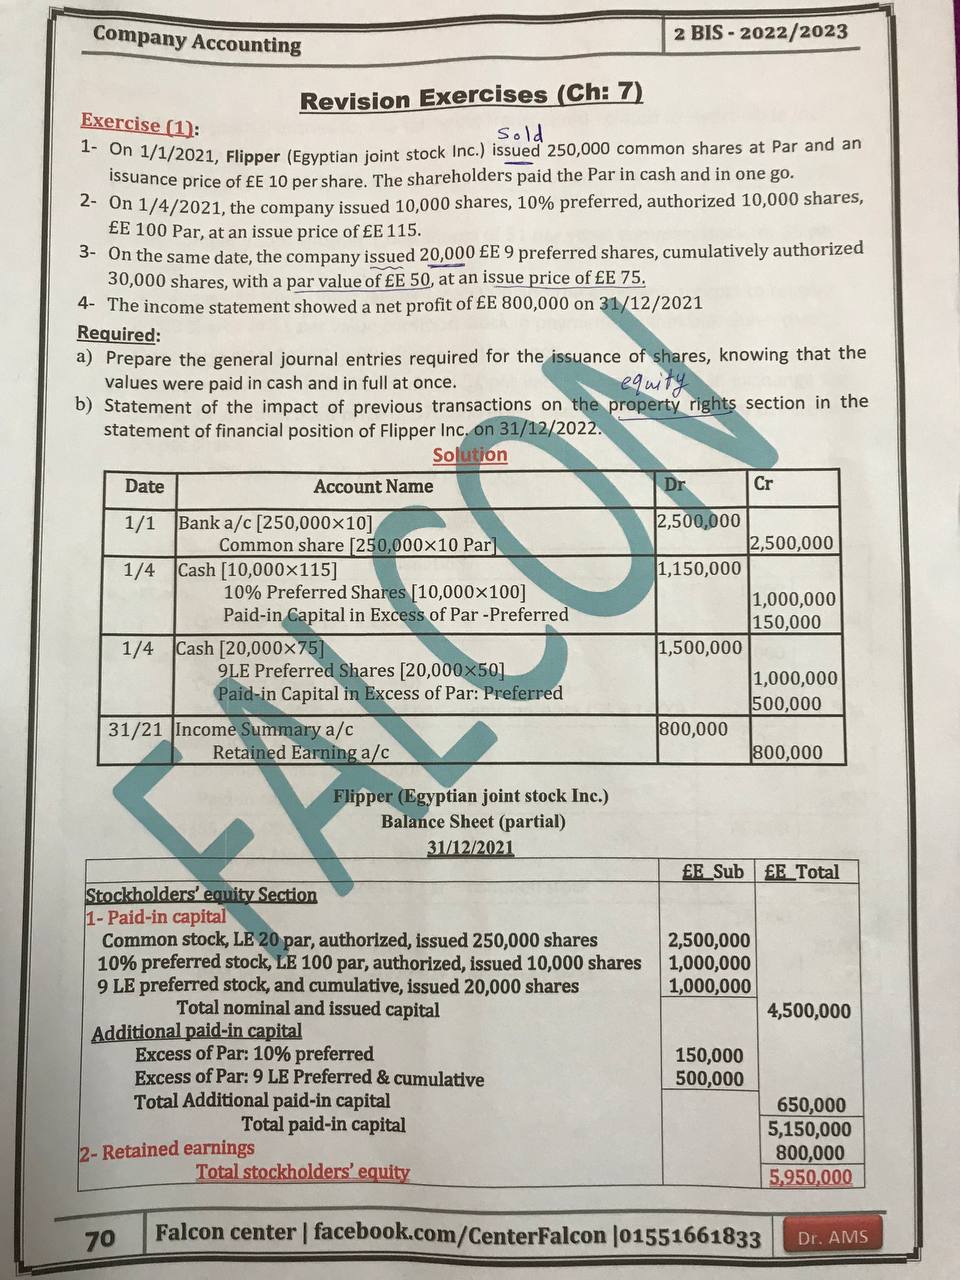 Company Accounting
2 BIS - 2022/2023
Revision Exercises (Ch: 7)
Exercise (1):
Sold
1- On 1/1/2021, Flipper (Egyptian joint stock Inc.) issued 250,000 common shares at Par and an
issuance price of £E 10 per share. The shareholders paid the Par in cash and in one go.
2- On 1/4/2021, the company issued 10,000 shares, 10% preferred, authorized 10,000 shares,
£E 100 Par, at an issue price of £E 115.
3- On the same date, the company issued 20,000 £E 9 preferred shares, cumulatively authorized
30,000 shares, with a par value of £E 50, at an issue price of £E 75.
4- The income statement showed a net profit of £E 800,000 on 31/12/2021
Required:
a) Prepare the general journal entries required for the issuance of shares, knowing that the
values were paid in cash and in full at once.
equity
b) Statement of the impact of previous transactions on the property rights section in the
statement of financial position of Flipper Inc. on 31/12/2022.
Solution
Date Account Name Dr Cr
1/1 Bank a/c [250,000×10] 2,500,000
Common share [250,000×10 Par] 2,500,000
1/4 Cash [10,000×115] 1,150,000
10% Preferred Shares [10,000×100] 1,000,000
Paid-in Capital in Excess of Par -Preferred 150,000
1/4 Cash [20,000×75] 1,500,000
9LE Preferred Shares [20,000×50] 1,000,000
Paid-in Capital in Excess of Par: Preferred 500,000
31/21 Income Summary a/c 800,000
Retained Earning a/c 800,000
Flipper (Egyptian joint stock Inc.)
Balance Sheet (partial)
31/12/2021
£E Sub £E Total
Stockholders' equity Section
1- Paid-in capital
Common stock, LE 20 par, authorized, issued 250,000 shares 2,500,000
10% preferred stock, LE 100 par, authorized, issued 10,000 shares 1,000,000
9 LE preferred stock, and cumulative, issued 20,000 shares 1,000,000
Total nominal and issued capital 4,500,000
Additional paid-in capital
Excess of Par: 10% preferred 150,000
Excess of Par: 9 LE Preferred & cumulative 500,000
Total Additional paid-in capital 650,000
Total paid-in capital 5,150,000
2- Retained earnings 800,000
Total stockholders' equity 5,950,000
FALCON
70 Falcon center | facebook.com/CenterFalcon |01551661833 Dr. AMS